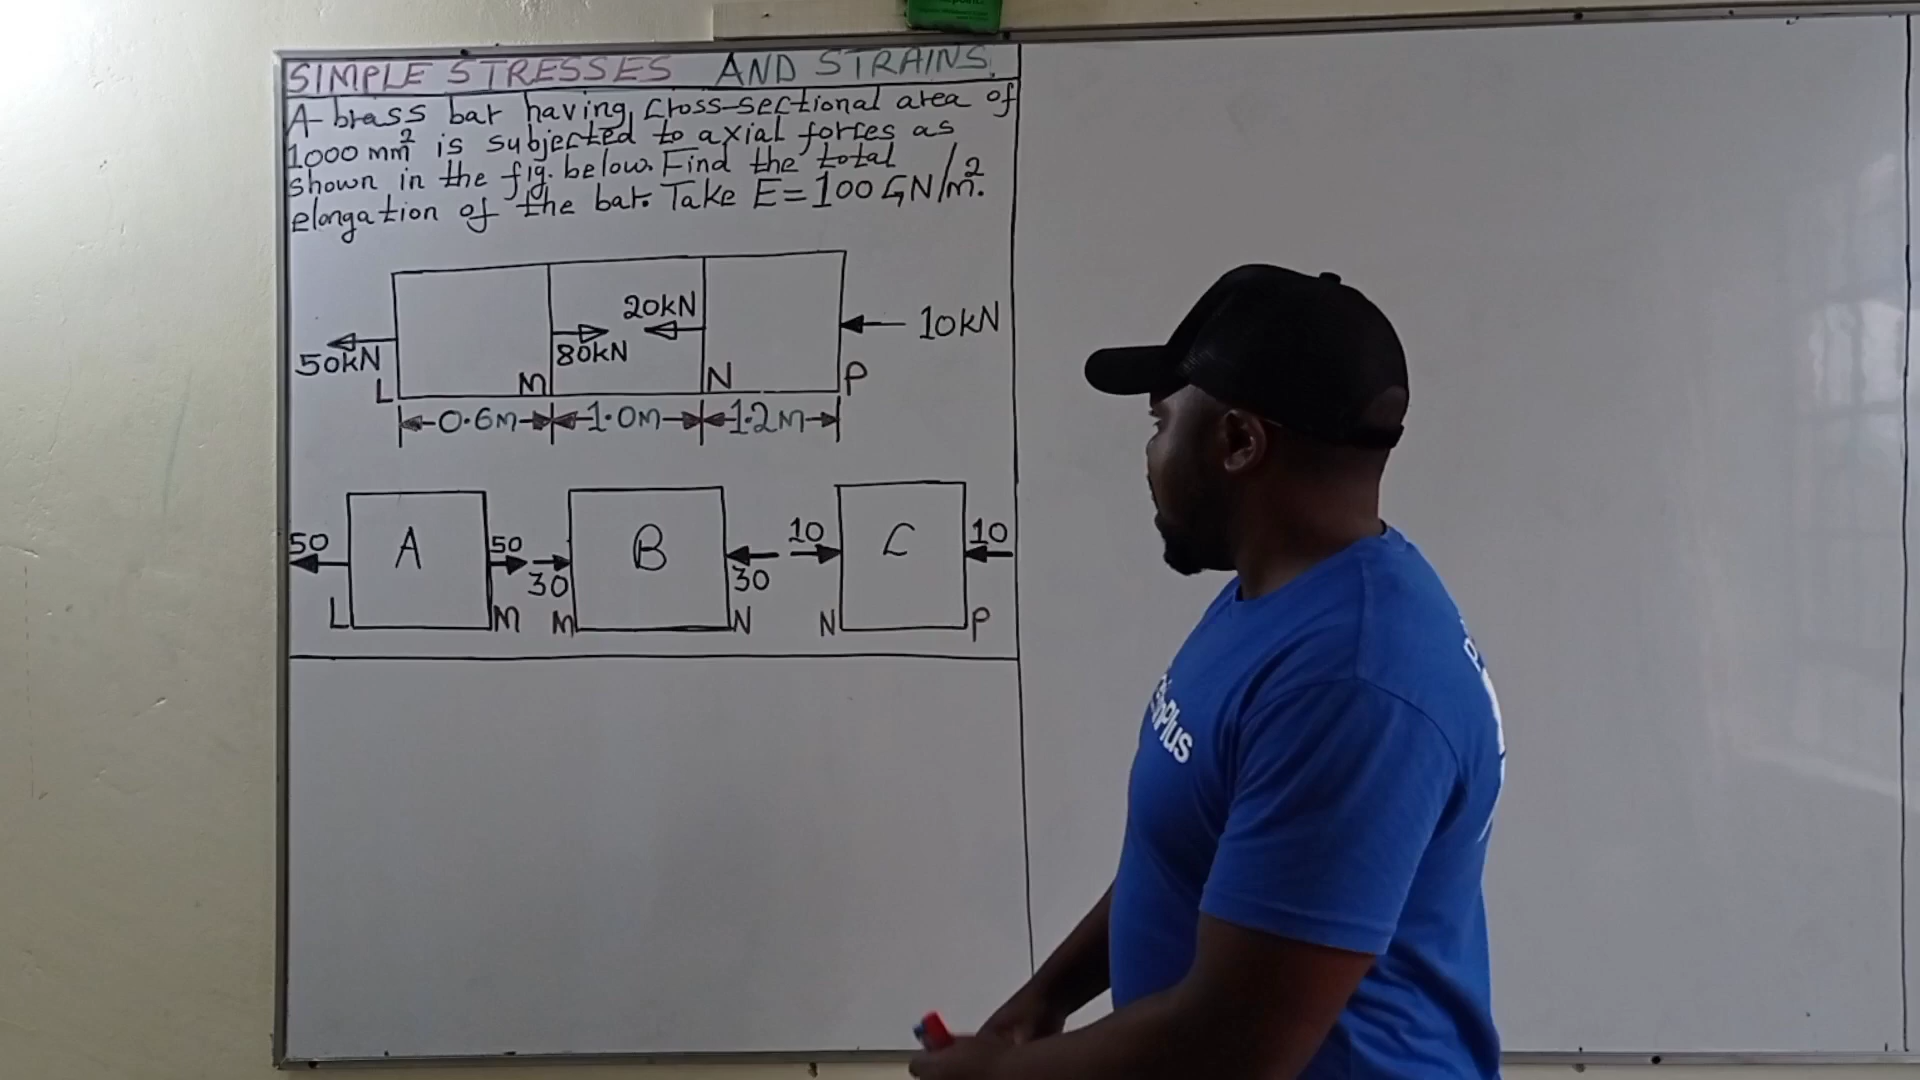 SIMPLE STRESSES AND STRAINS.
A brass bar having cross-sectional area of
1000 mm² is subjected to axial forces as
shown in the fig. below. Find the total
elongation of the bar. Take E=100 GN/m².
20kN
10kN
50kN
80kN
L M N P
0.6m 1.0m 1.2m
50 A 50 30 B 30 10 C 10
L M M N N P
Plus